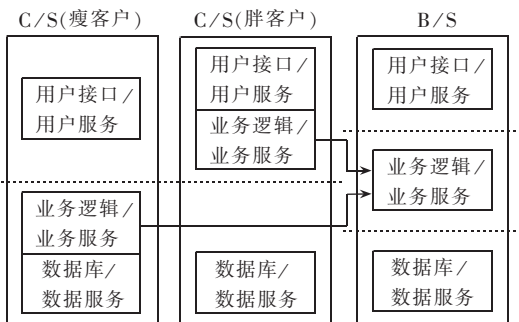 C/S(瘦客户)
用户接口/
用户服务
业务逻辑/
业务服务
数据库/
数据服务
C/S(胖客户)
用户接口/
用户服务
业务逻辑/
业务服务
数据库/
数据服务
B/S
用户接口/
用户服务
业务逻辑/
业务服务
数据库/
数据服务